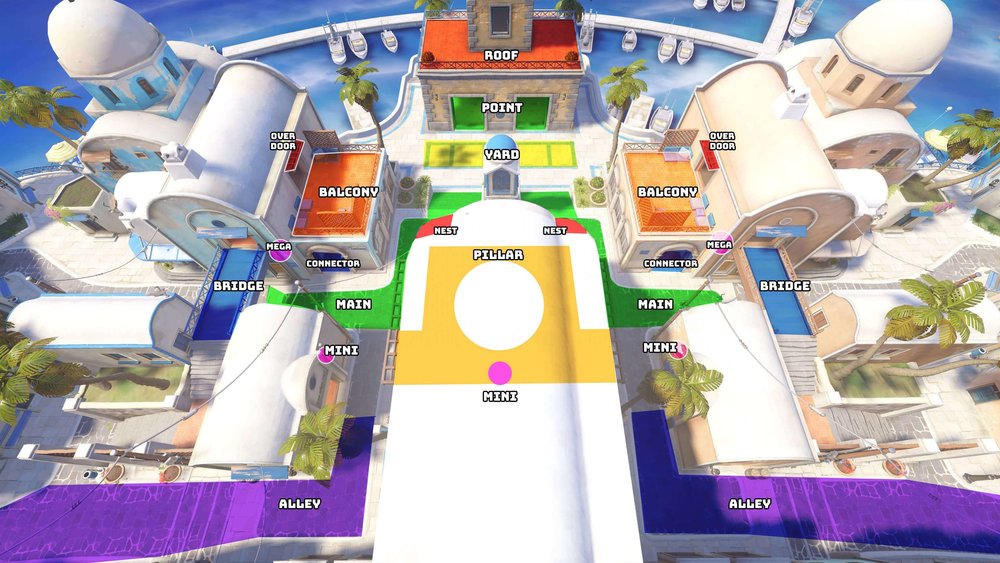 ROOF
POINT
OVER
DOOR
OVER
DOOR
YARD
BALCONY
BALCONY
NEST
NEST
MEGA
MEGA
PILLAR
CONNECTOR
CONNECTOR
BRIDGE
BRIDGE
MAIN
MAIN
MINI
MINI
MINI
ALLEY
ALLEY